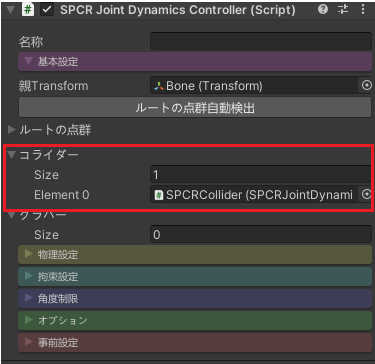 SPCR Joint Dynamics Controller (Script)
名称
基本設定
親Transform
Bone (Transform)
ルートの点群自動検出
ルートの点群
コライダー
Size
1
Element 0
SPCRCollider (SPCRJointDynami
グラバー
Size
0
物理設定
拘束設定
角度制限
オプション
事前設定